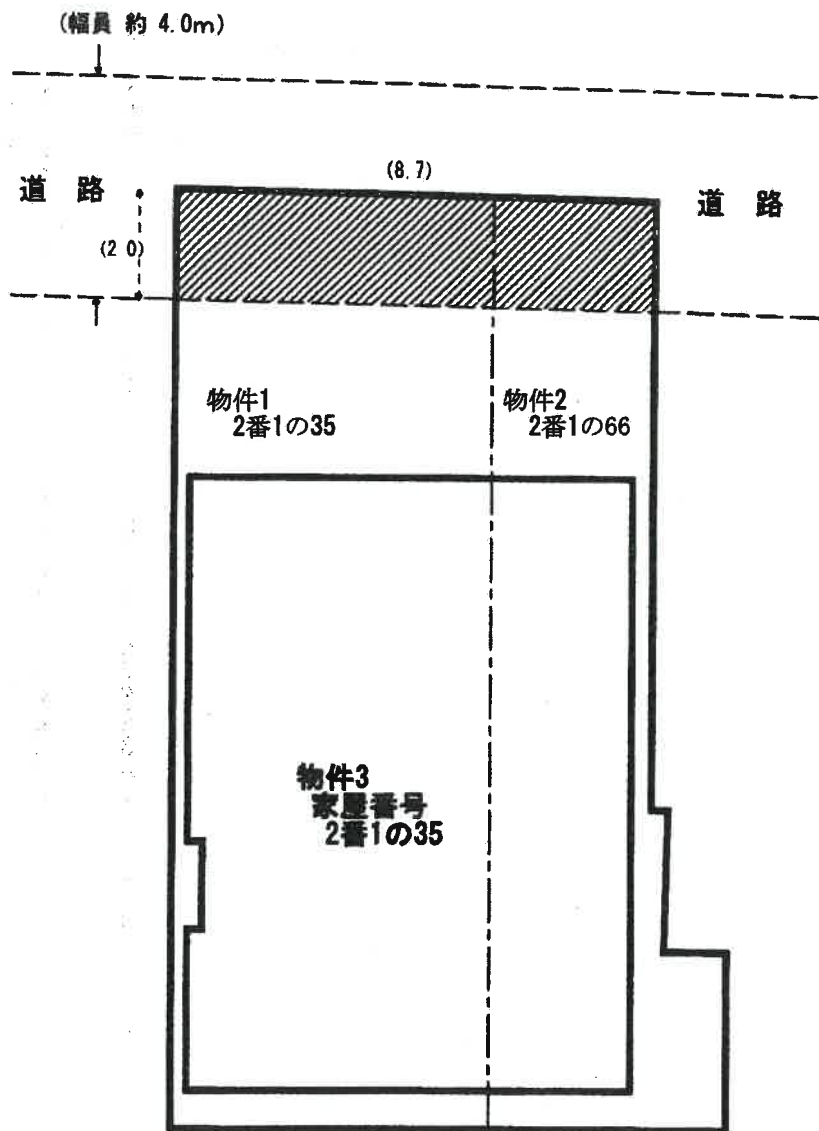 (幅員 約 4.0m)
(8.7)
道 路
道 路
(2 0)
物件1
2番1の35
物件2
2番1の66
物件3
家屋番号
2番1の35